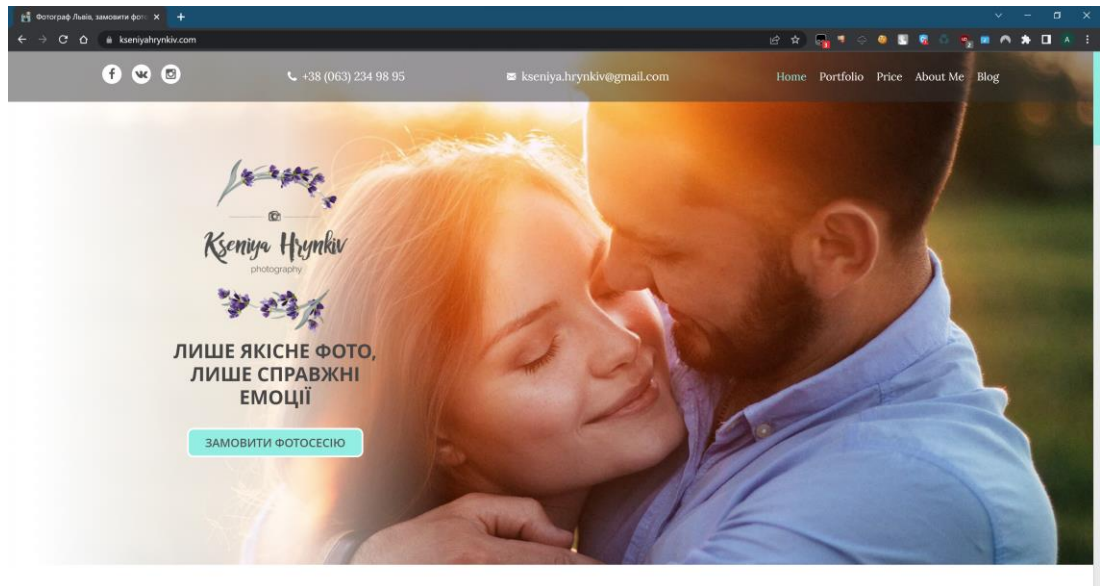 Фотограф Львів, замовити фото
kseniyahrynkiv.com
+38 (063) 234 98 95
kseniya.hrynkiv@gmail.com
Home Portfolio Price About Me Blog
Kseniya Hrynkiv
photography
ЛИШЕ ЯКІСНЕ ФОТО,
ЛИШЕ СПРАВЖНІ
ЕМОЦІЇ
ЗАМОВИТИ ФОТОСЕСІЮ